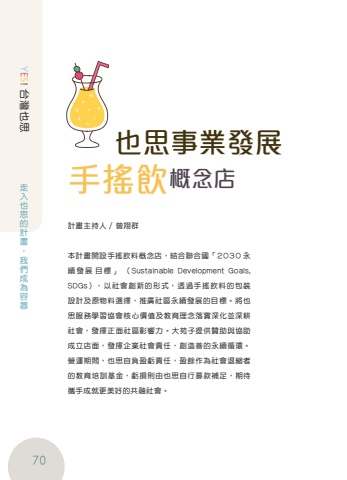 YES! 台灣也思
走入也思的計畫，我們成為容器
也思事業發展
手搖飲概念店
計畫主持人／曾翔群
本計畫開設手搖飲料概念店，結合聯合國「2030 永
續發展目標」（Sustainable Development Goals,
SDGs），以社會創新的形式，透過手搖飲料的包裝
設計及原物料選擇，推廣社區永續發展的目標。將也
思服務學習協會核心價值及教育理念落實深化並深耕
社會，發揮正面社區影響力。大苑子提供贊助與協助
成立店面，發揮企業社會責任，創造善的永續循環。
營運期間，也思自負盈虧責任，盈餘作為社會退縮者
的教育培訓基金，虧損則由也思自行募款補足，期待
攜手成就更美好的共融社會。
70